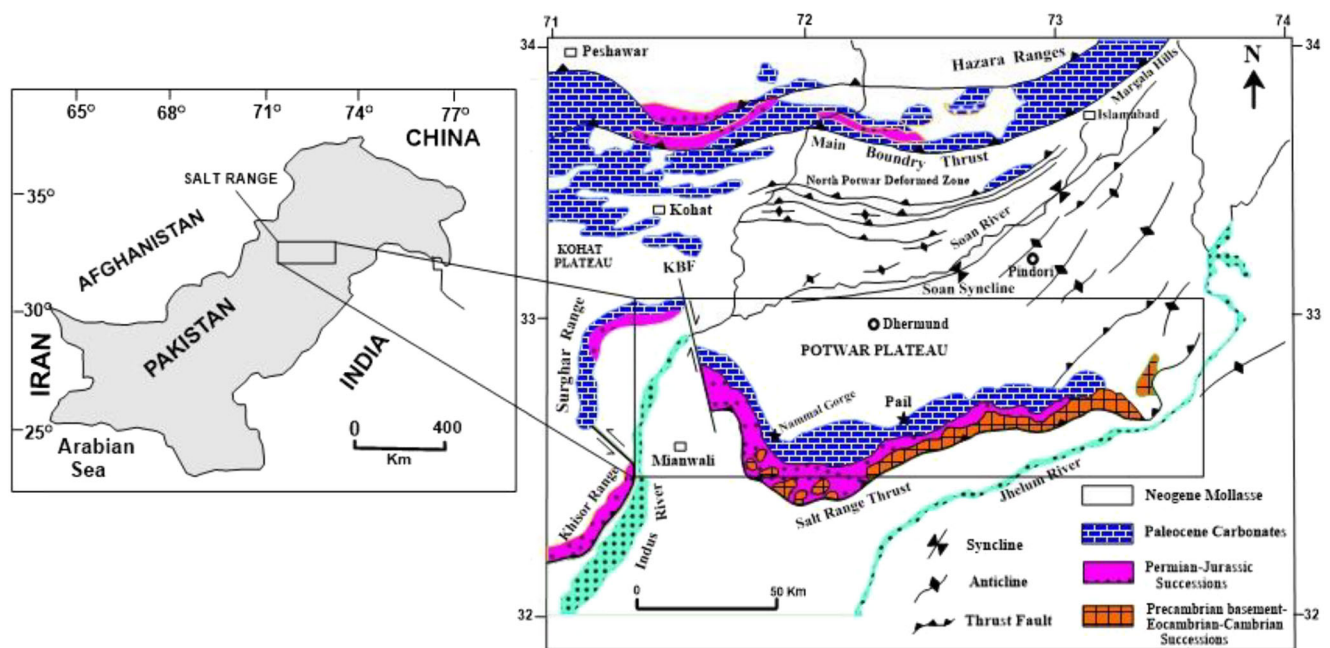 65°
68°
71°
74°
77°
CHINA
SALT RANGE
35°
AFGHANISTAN
30°
PAKISTAN
IRAN
INDIA
25°
0
400
Km
Arabian
Sea
71
72
73
74
34
34
Peshawar
Hazara Ranges
N
Margala Hills
Islamabad
Main Boundry Thrust
North Potwar Deformed Zone
Kohat
Soan River
KOHAT
PLATEAU
KBF
Pindori
Soan Syncline
33
33
Surghar Range
Dhermund
POTWAR PLATEAU
Nammal Gorge
Pail
Mianwali
Khisor Range
Indus River
Salt Range Thrust
Jhelum River
Neogene Mollasse
Paleocene Carbonates
Syncline
Permian-Jurassic
Successions
Anticline
0
50 Km
Precambrian basement-
Eocambrian-Cambrian
Successions
Thrust Fault
32
32